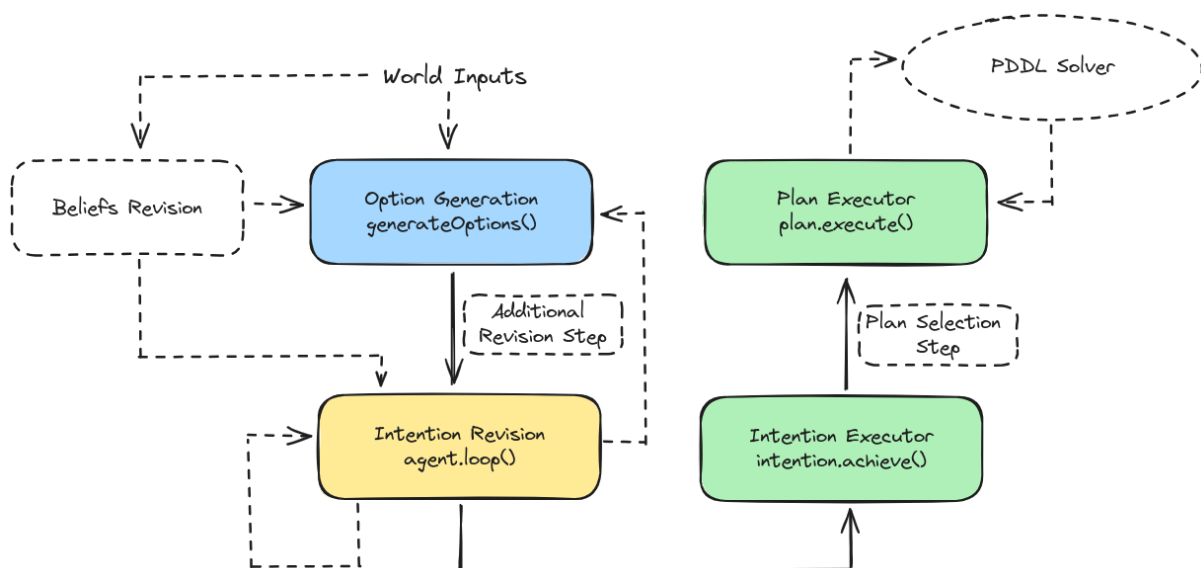 World Inputs
PDDL Solver
Beliefs Revision
Option Generation
generateOptions()
Plan Executor
plan.execute()
Additional
Revision Step
Plan Selection
Step
Intention Revision
agent.loop()
Intention Executor
intention.achieve()